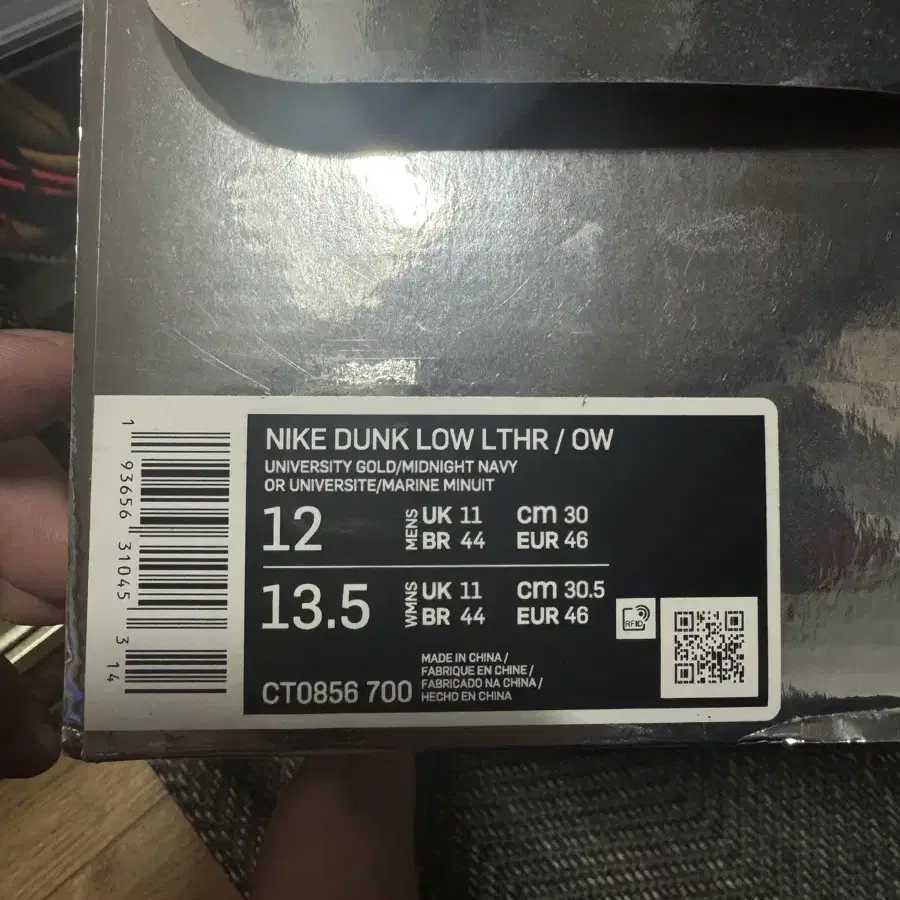 NIKE DUNK LOW LTHR / OW
UNIVERSITY GOLD/MIDNIGHT NAVY
OR UNIVERSITE/MARINE MINUIT
12 MENS UK 11 cm 30
BR 44 EUR 46
13.5 WMNS UK 11 cm 30.5
BR 44 EUR 46
RFID
MADE IN CHINA /
FABRIQUE EN CHINE /
FABRICADO NA CHINA /
HECHO EN CHINA
CT0856 700
1 93656 31045 3 14